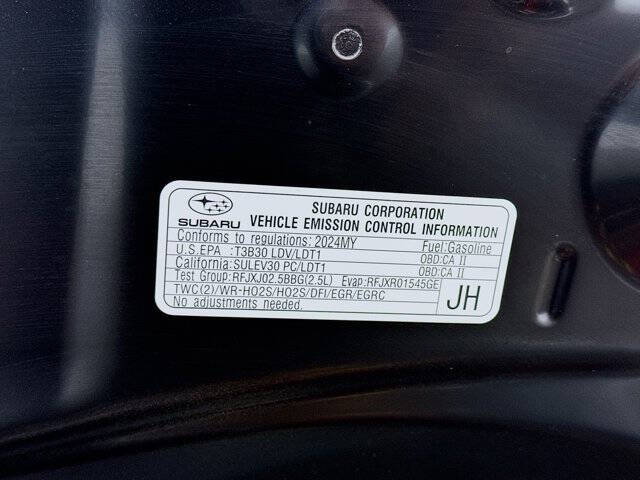 SUBARU
SUBARU CORPORATION
VEHICLE EMISSION CONTROL INFORMATION
Conforms to regulations: 2024MY Fuel:Gasoline
U.S.EPA :T3B30 LDV/LDT1 OBD:CA II
California:SULEV30 PC/LDT1 OBD:CA II
Test Group:RFJXJ02.5BBG(2.5L) Evap:RFJXR01545GE
TWC(2)/WR-HO2S/HO2S/DFI/EGR/EGRC
No adjustments needed.
JH